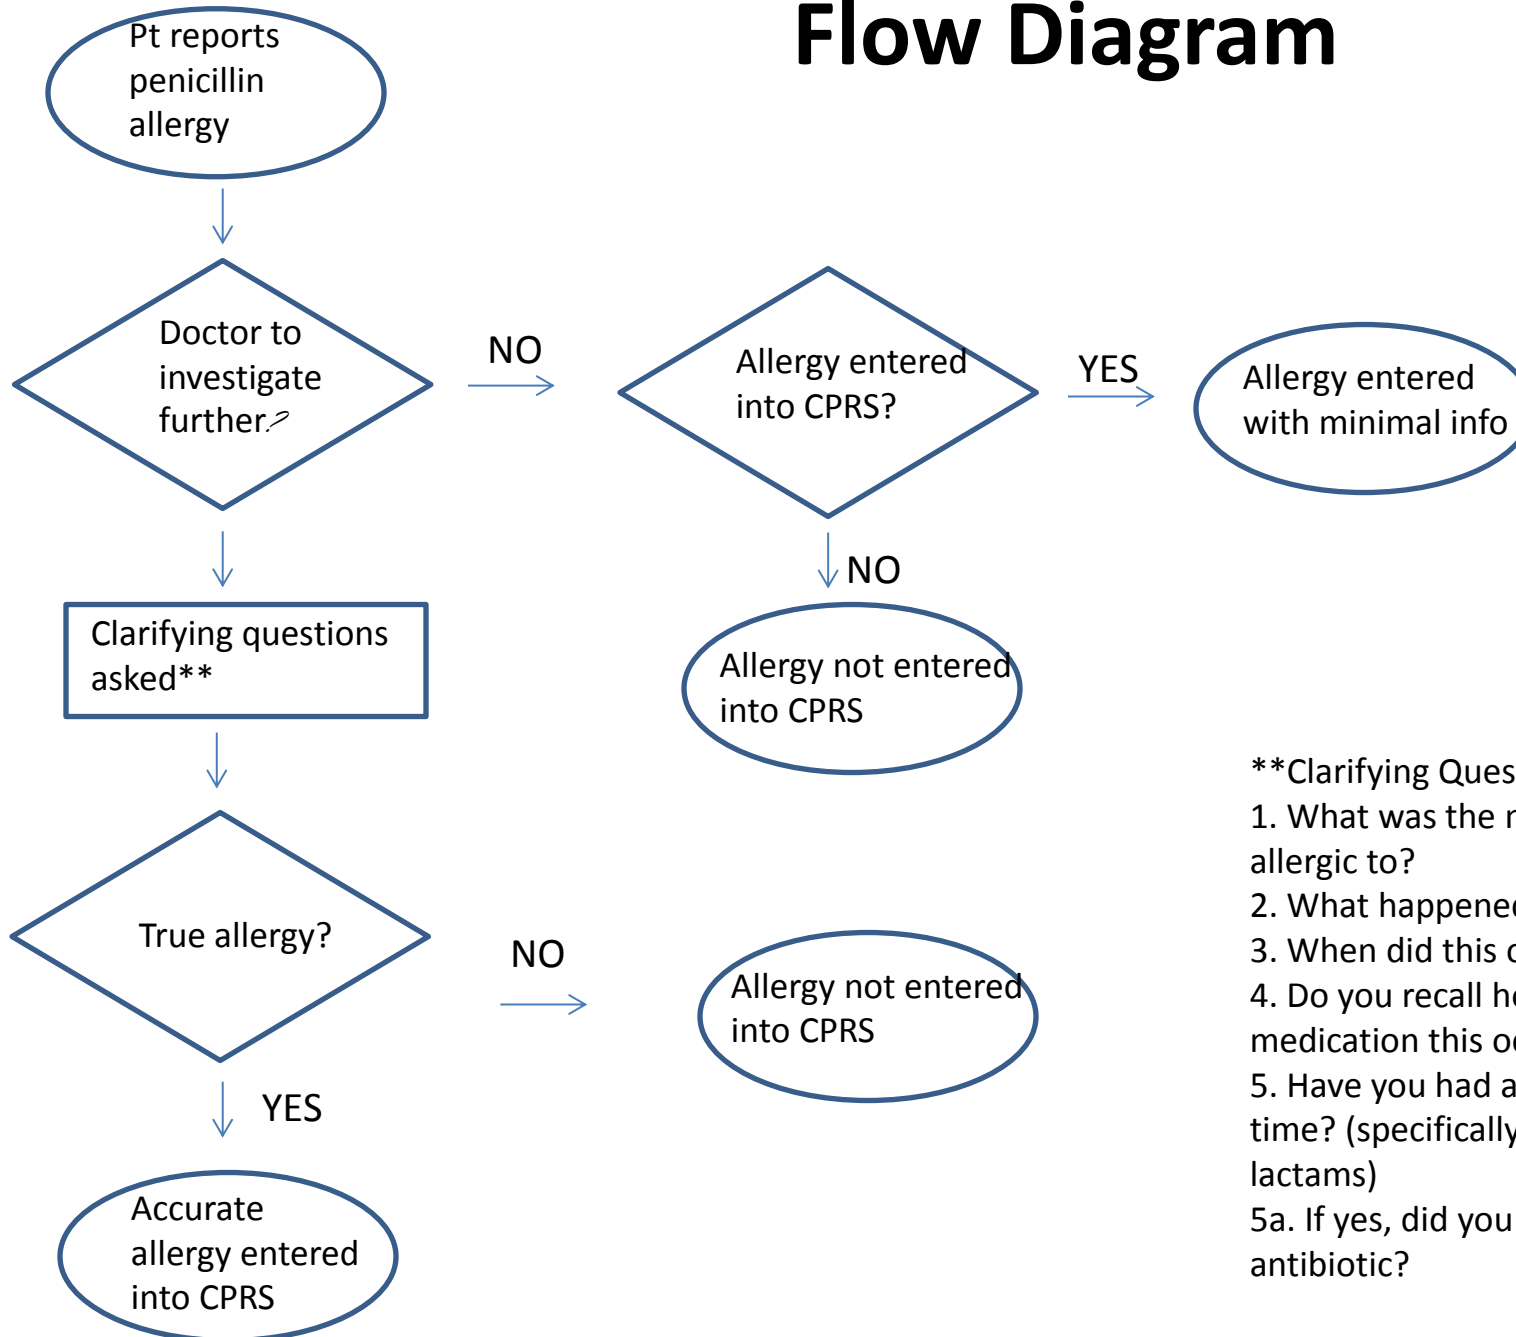 Flow Diagram
Pt reports
penicillin
allergy
Doctor to
investigate
further?
NO
Allergy entered
into CPRS?
YES
Allergy entered
with minimal info
NO
Clarifying questions
asked**
Allergy not entered
into CPRS
True allergy?
NO
Allergy not entered
into CPRS
YES
Accurate
allergy entered
into CPRS
**Clarifying
1. What was the
allergic to?
2. What happened
3. When did this
4. Do you recall
medication this
5. Have you had
time? (specifically
lactams)
5a. If yes, did you
antibiotic?